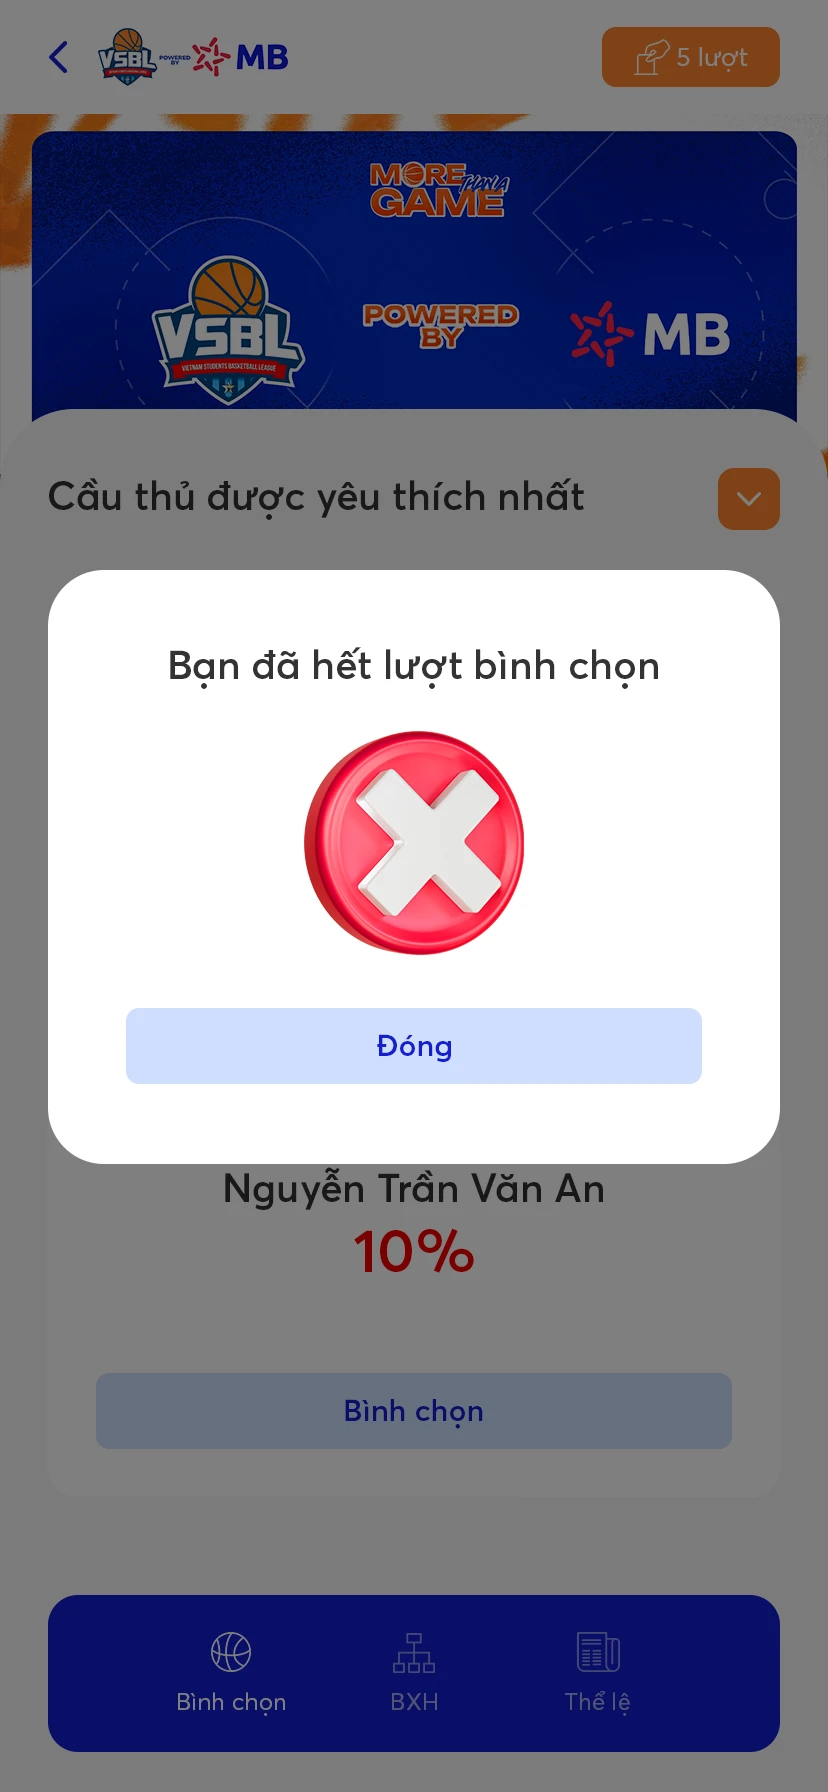 VSBL
POWERED
BY
MB
5 lượt
MORE
THAN A
GAME
VSBL
VIETNAM STUDENTS BASKETBALL LEAGUE
POWERED
BY
MB
Cầu thủ được yêu thích nhất
Bạn đã hết lượt bình chọn
Đóng
Nguyễn Trần Văn An
10%
Bình chọn
Bình chọn
BXH
Thể lệ